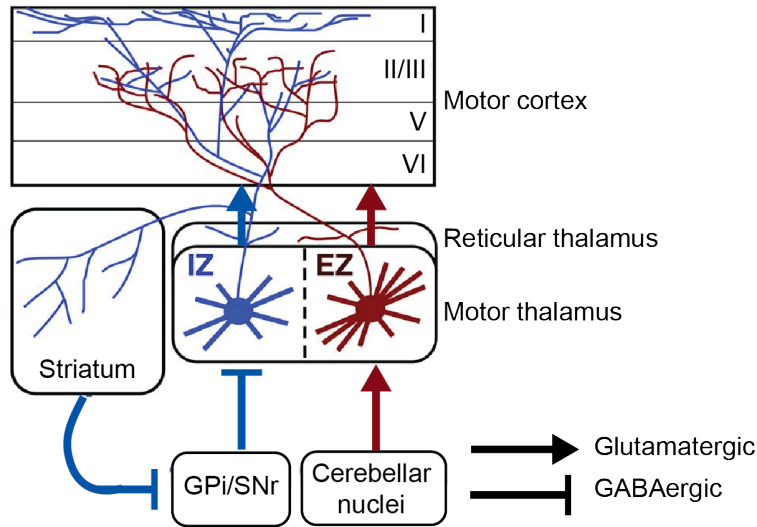 I
II/III
V
VI
Motor cortex
Reticular thalamus
IZ
EZ
Motor thalamus
Striatum
GPi/SNr
Cerebellar
nuclei
Glutamatergic
GABAergic